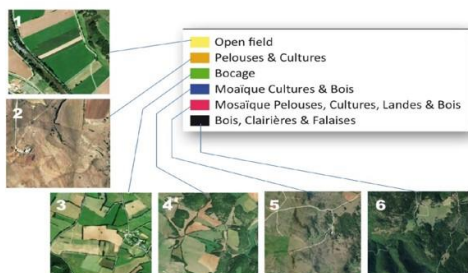 1
Open field
Pelouses & Cultures
Bocage
Moaïque Cultures & Bois
Mosaïque Pelouses, Cultures, Landes & Bois
Bois, Clairières & Falaises
2
3
4
5
6